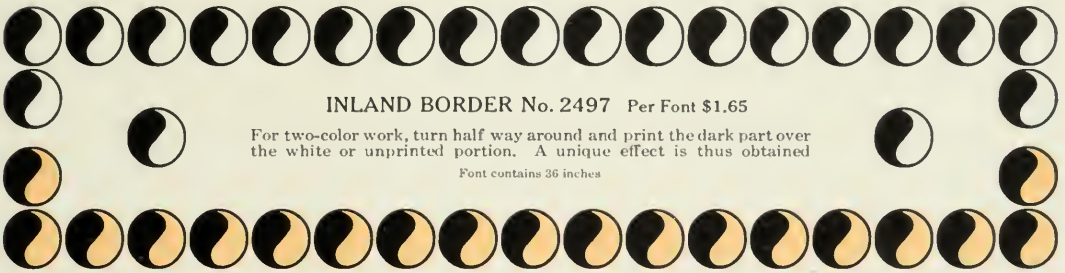 INLAND BORDER No. 2497 Per Font $1.65
For two-color work, turn half way around and print the dark part over
the white or unprinted portion. A unique effect is thus obtained
Font contains 36 inches